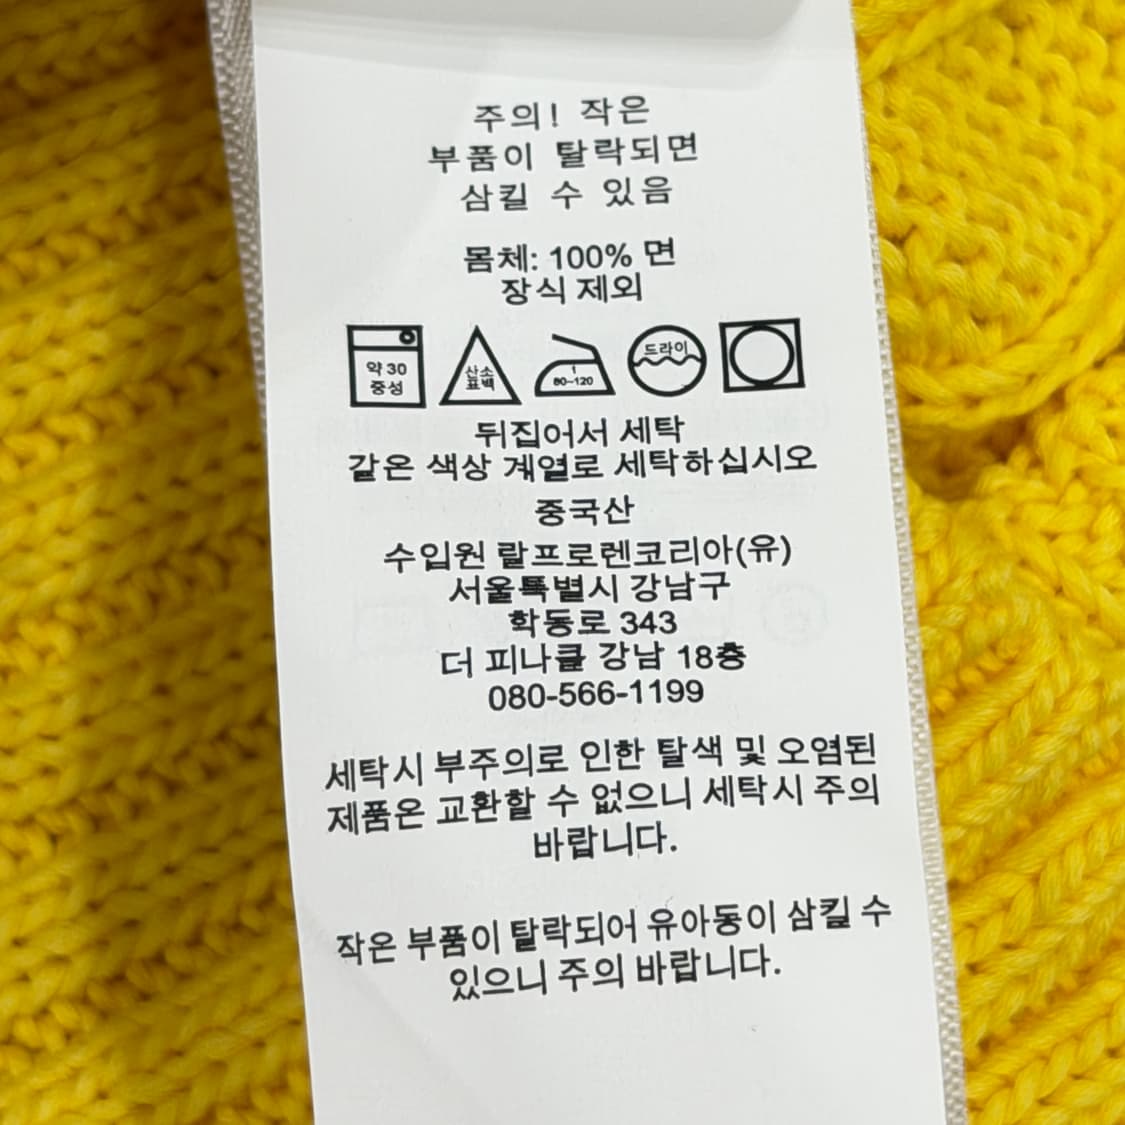 주의! 작은
부품이 탈락되면
삼킬 수 있음
몸체: 100% 면
장식 제외
약 30
중성
산소
표백
1
80~120
드라이
뒤집어서 세탁
같은 색상 계열로 세탁하십시오
중국산
수입원 랄프로렌코리아(유)
서울특별시 강남구
학동로 343
더 피나클 강남 18층
080-566-1199
세탁시 부주의로 인한 탈색 및 오염된
제품은 교환할 수 없으니 세탁시 주의
바랍니다.
작은 부품이 탈락되어 유아동이 삼킬 수
있으니 주의 바랍니다.